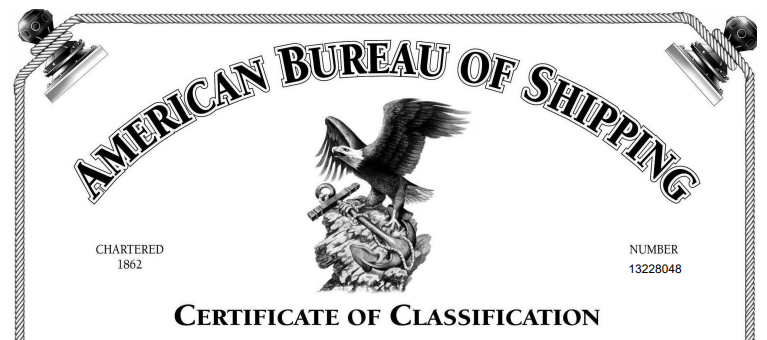 AMERICAN BUREAU OF SHIPPING
CHARTERED
1862
NUMBER
13228048
CERTIFICATE OF CLASSIFICATION